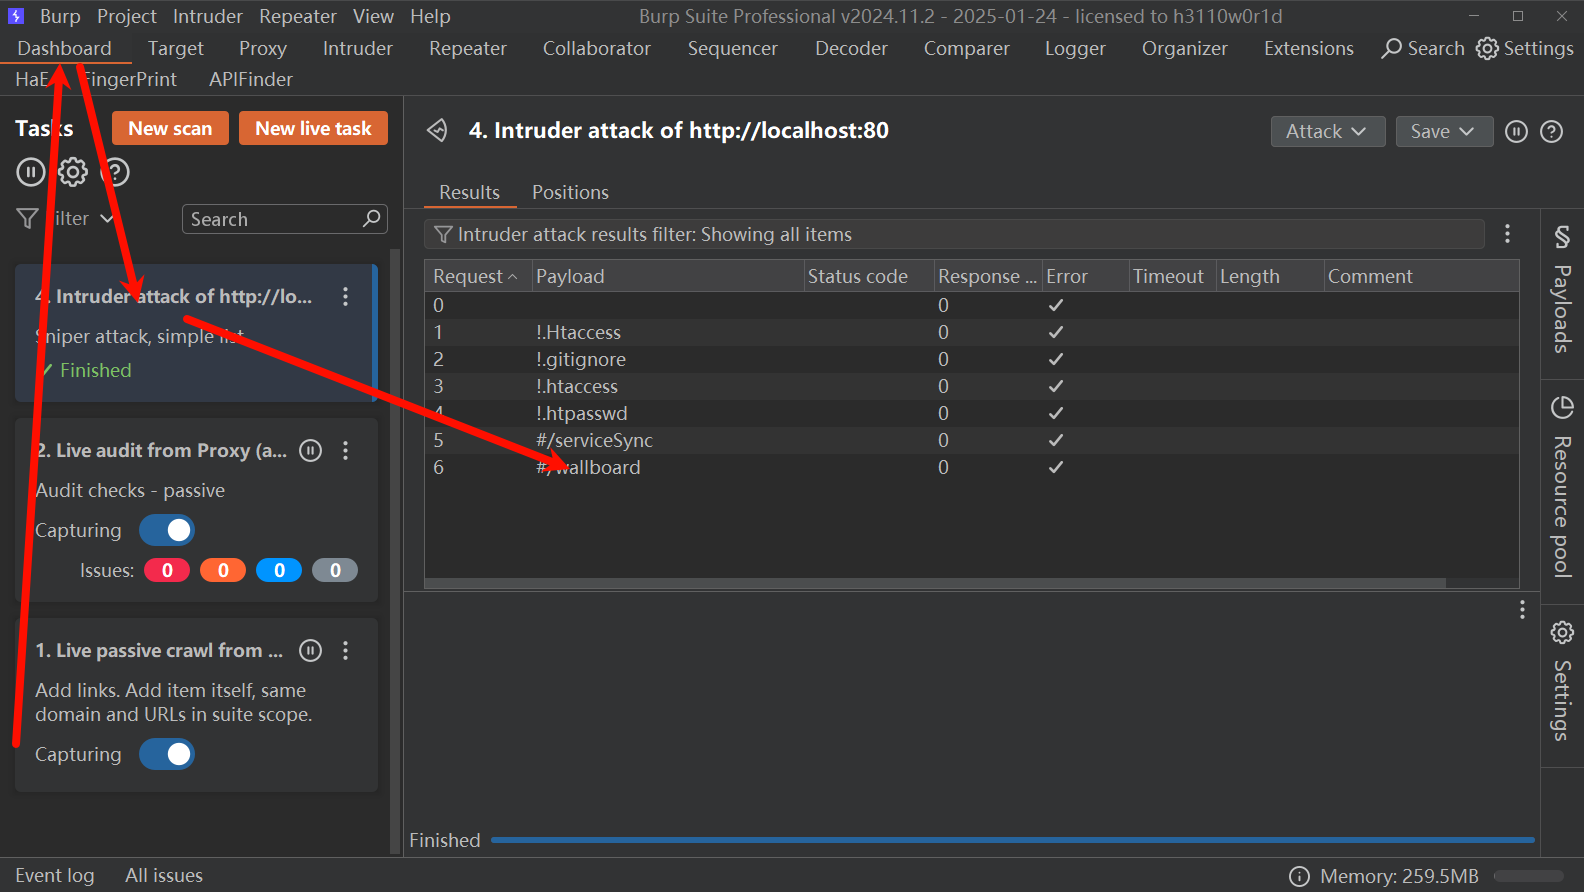 Burp Project Intruder Repeater View Help
Burp Suite Professional v2024.11.2 - 2025-01-24 - licensed to h3110w0r1d
Dashboard Target Proxy Intruder Repeater Collaborator Sequencer Decoder Comparer Logger Organizer Extensions Search Settings
HaE FingerPrint APIFinder
Tasks
New scan
New live task
Filter
Search
4. Intruder attack of http://lo...
Sniper attack, simple list
Finished
2. Live audit from Proxy (a...
Audit checks - passive
Capturing
Issues: 0 0 0 0
1. Live passive crawl from ...
Add links. Add item itself, same
domain and URLs in suite scope.
Capturing
4. Intruder attack of http://localhost:80
Attack
Save
Results Positions
Intruder attack results filter: Showing all items
Request Payload Status code Response ... Error Timeout Length Comment
0 0
1 !.Htaccess 0
2 !.gitignore 0
3 !.htaccess 0
4 !.htpasswd 0
5 #/serviceSync 0
6 #/wallboard 0
Payloads
Resource pool
Settings
Finished
Event log All issues
Memory: 259.5MB